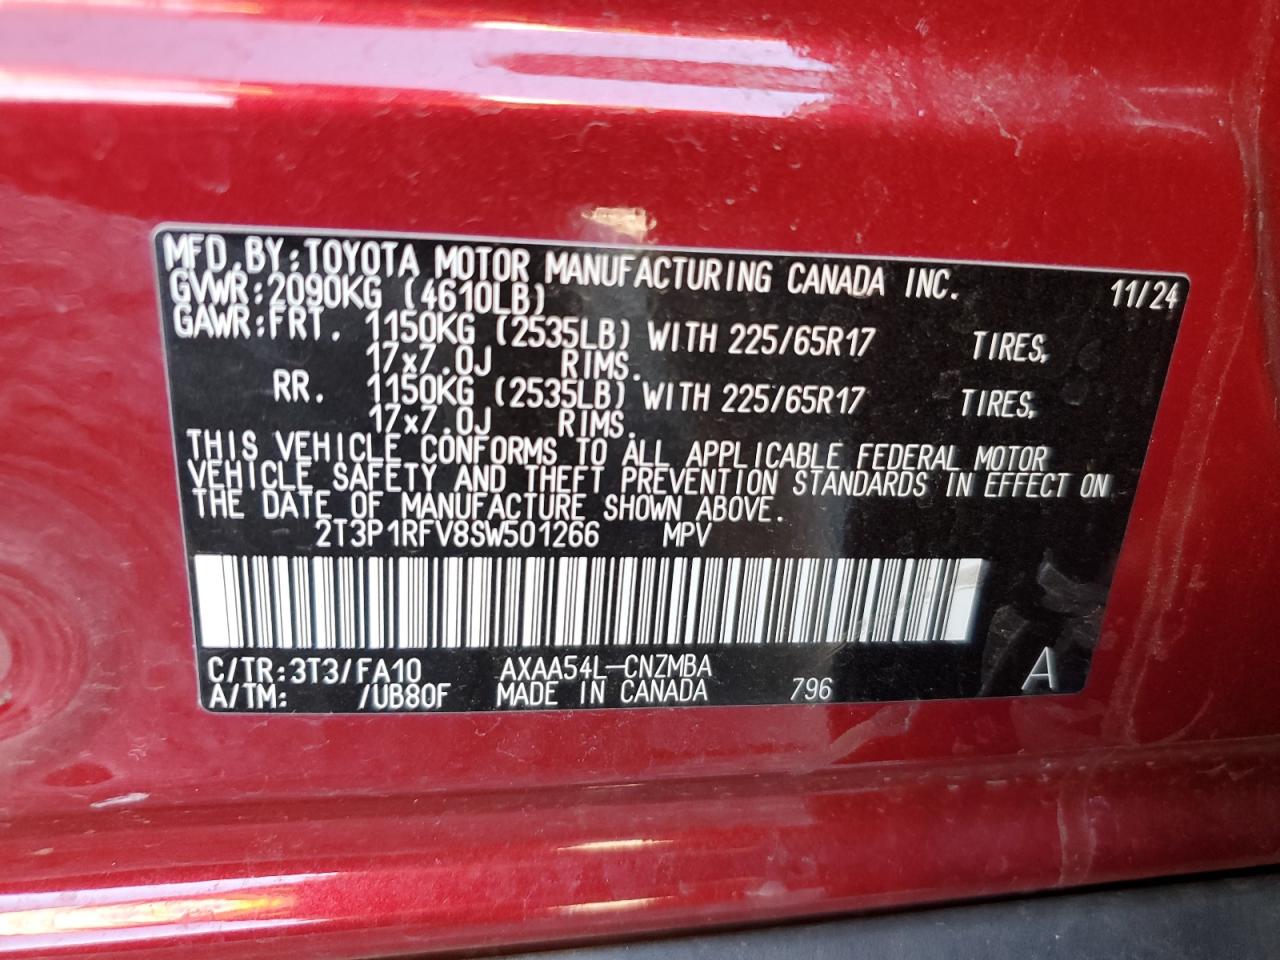 MFD.BY:TOYOTA MOTOR MANUFACTURING CANADA INC. 11/24
GVWR:2090KG (4610LB)
GAWR:FRT. 1150KG (2535LB) WITH 225/65R17 TIRES,
17x7.0J RIMS.
RR. 1150KG (2535LB) WITH 225/65R17 TIRES,
17x7.0J RIMS.
THIS VEHICLE CONFORMS TO ALL APPLICABLE FEDERAL MOTOR
VEHICLE SAFETY AND THEFT PREVENTION STANDARDS IN EFFECT ON
THE DATE OF MANUFACTURE SHOWN ABOVE.
2T3P1RFV8SW501266 MPV
C/TR:3T3/FA10 AXAA54L-CNZMBA A
A/TM: /UB80F MADE IN CANADA 796